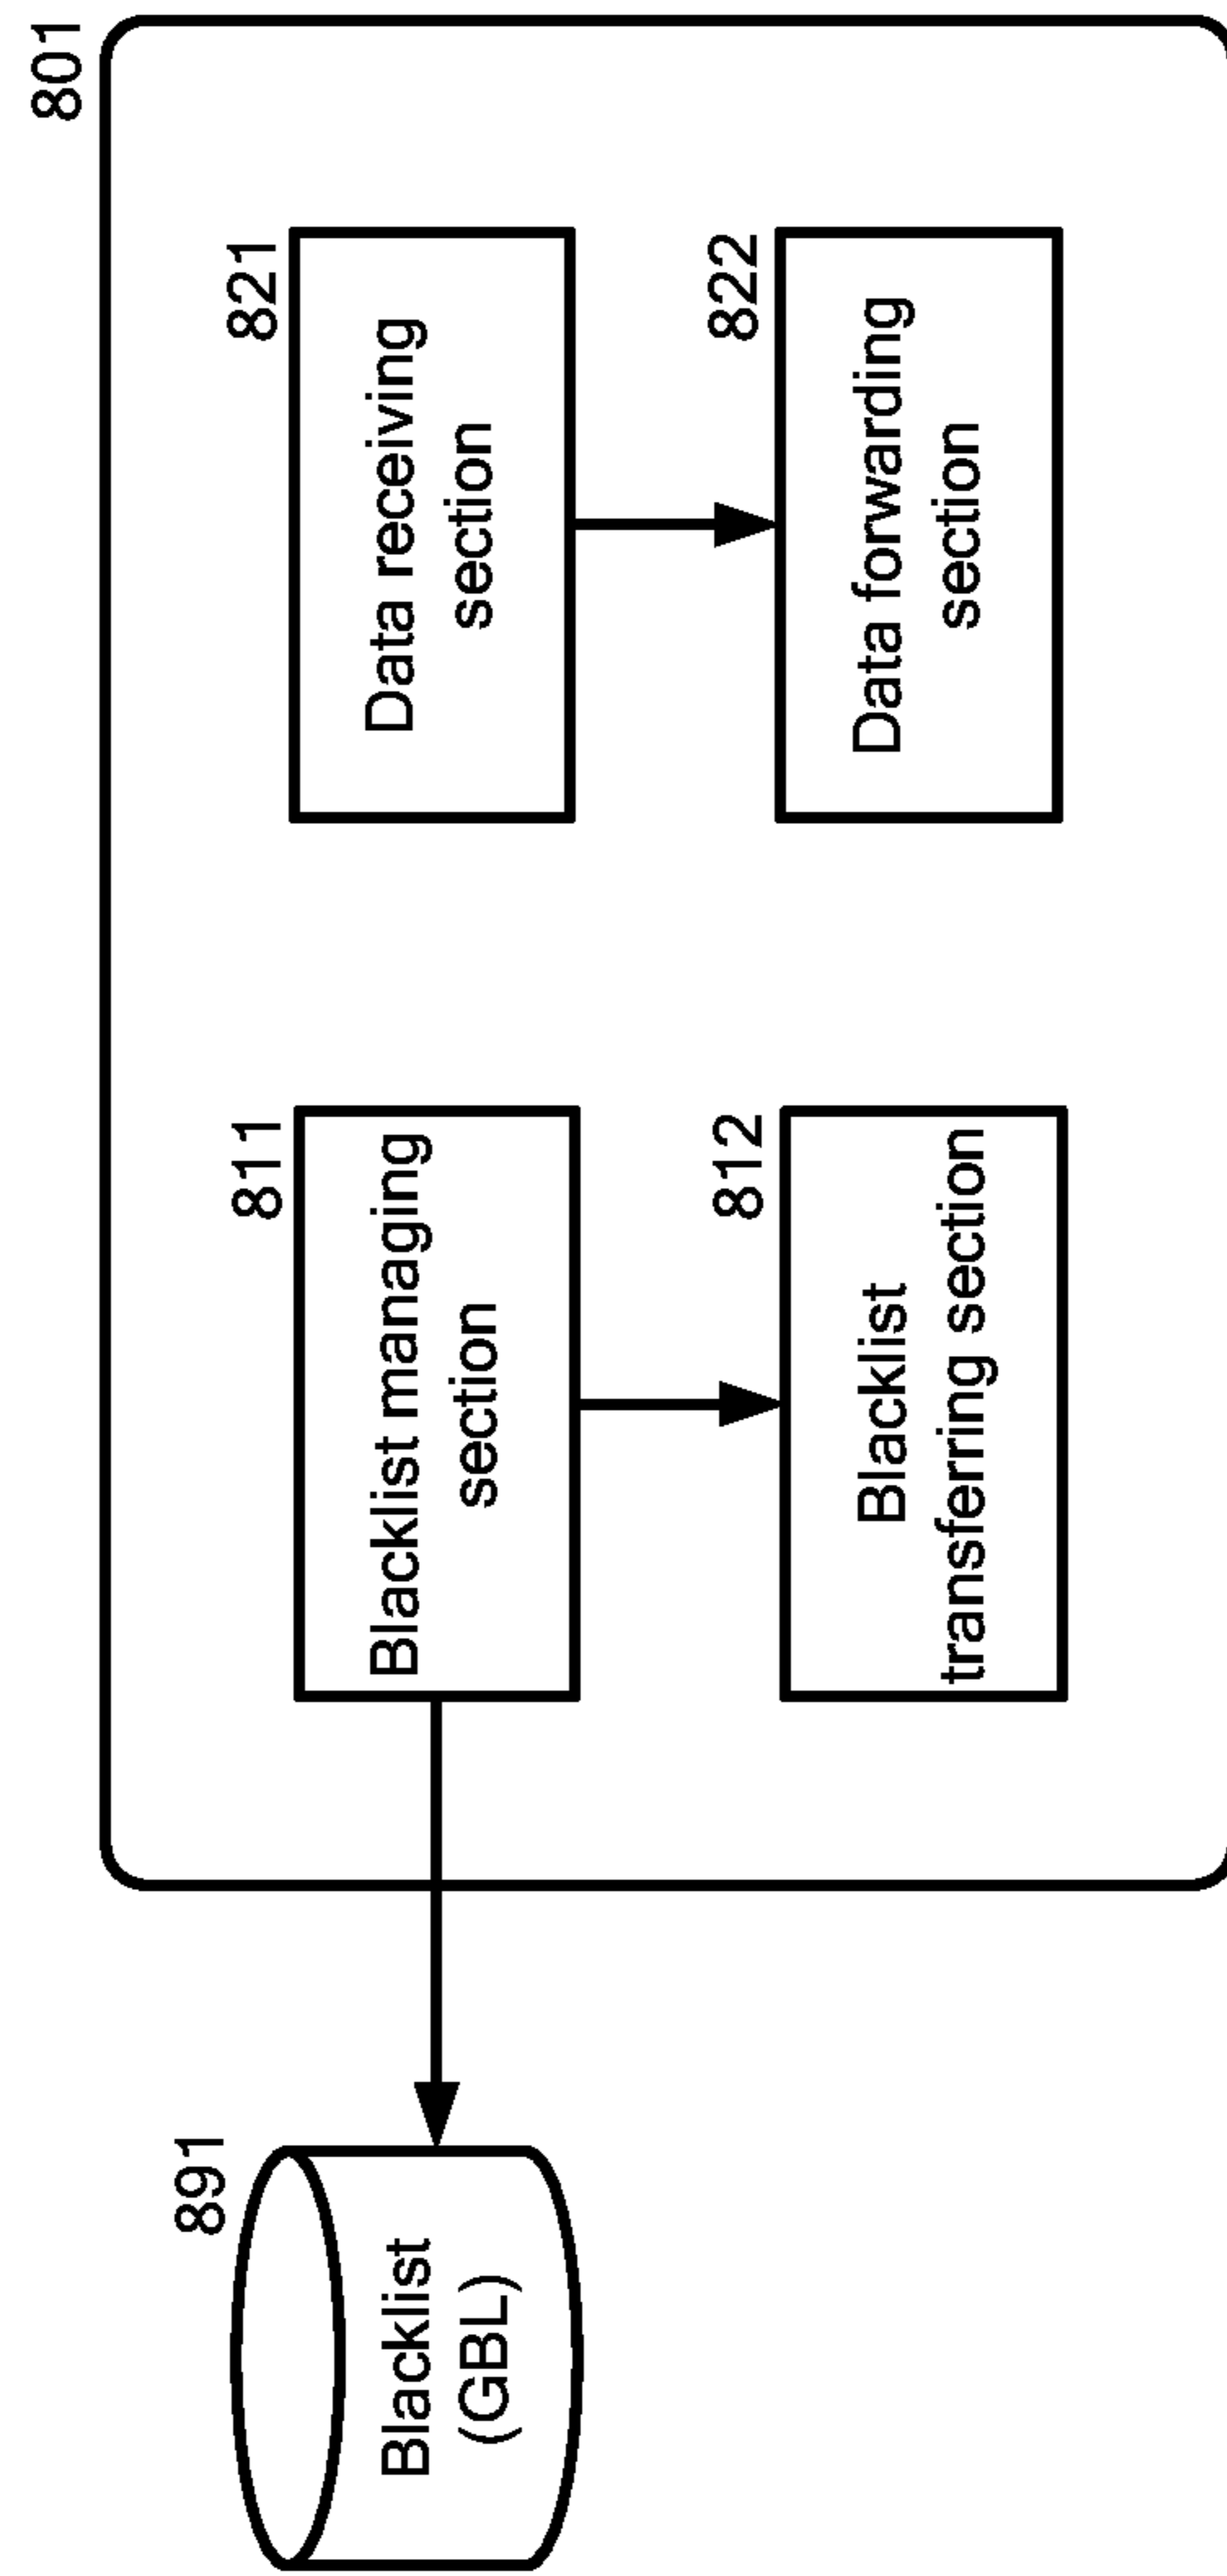 801
891
Blacklist
(GBL)
811
Blacklist managing
section
812
Blacklist
transferring section
821
Data receiving
section
822
Data forwarding
section